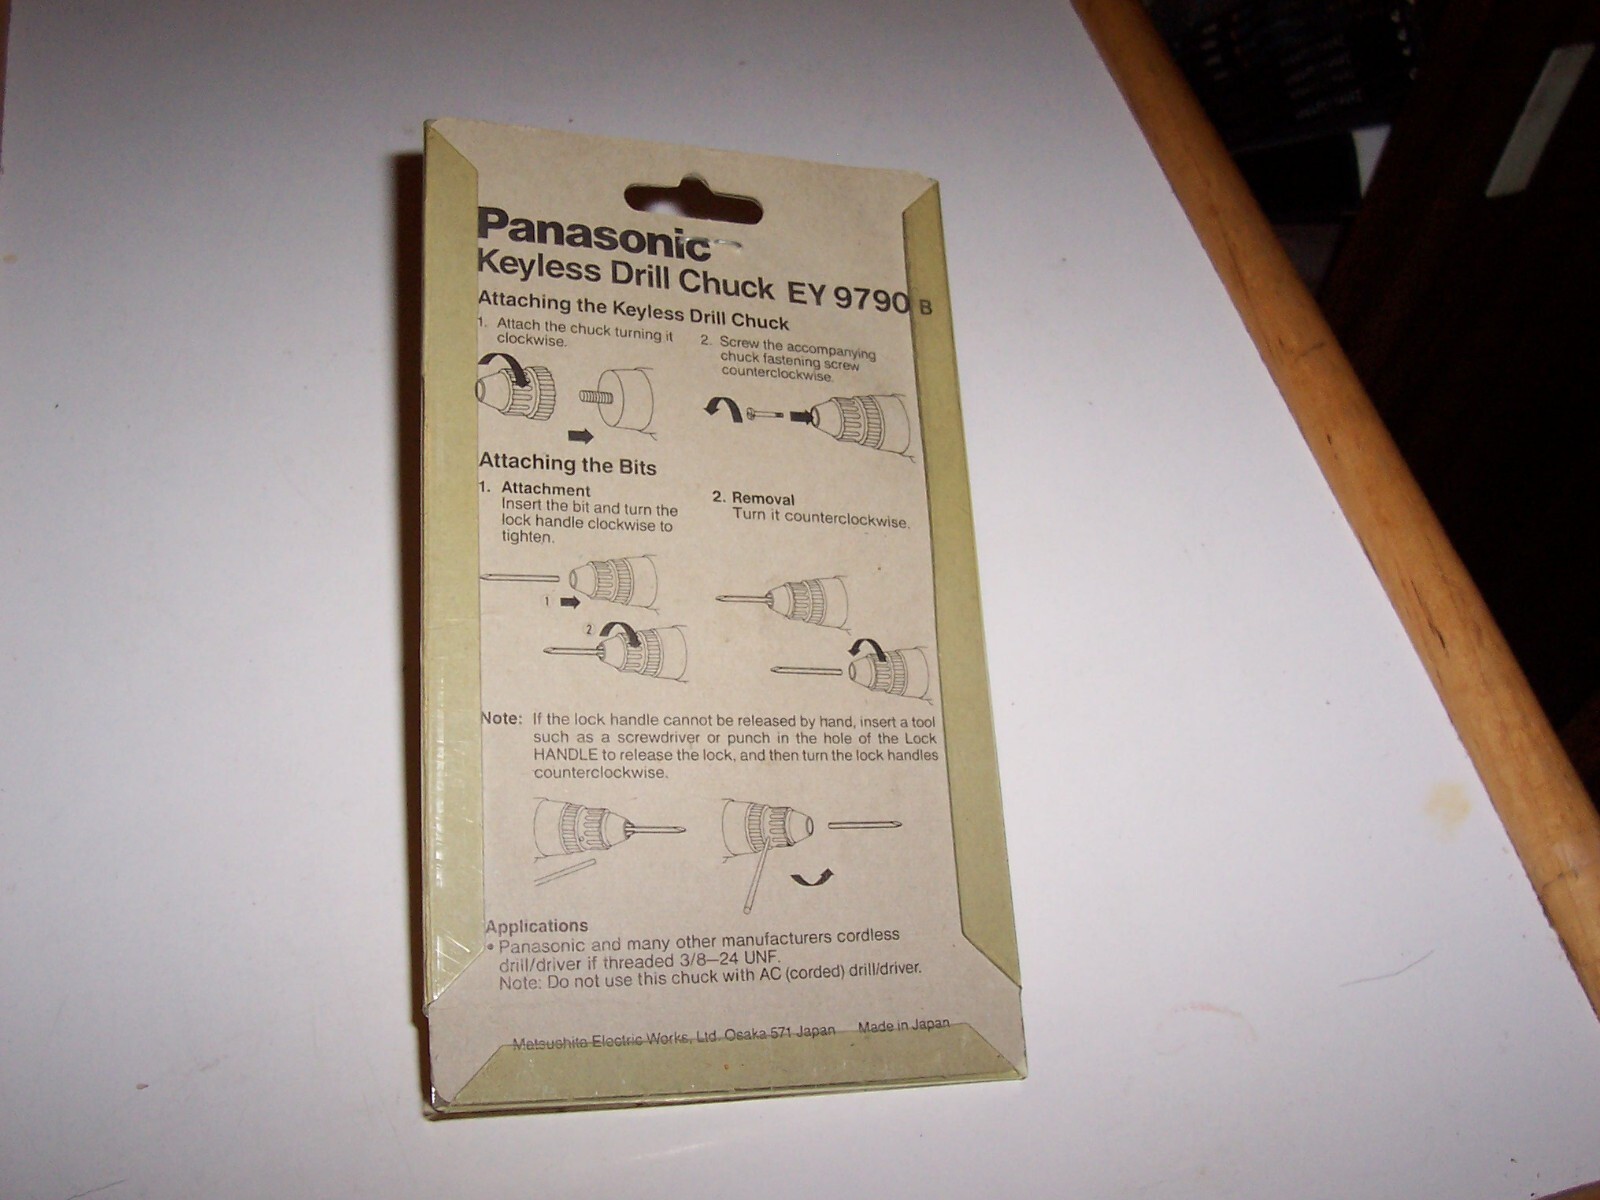 Panasonic
Keyless Drill Chuck EY 9790 B
Attaching the Keyless Drill Chuck
1. Attach the chuck turning it
clockwise.
2. Screw the accompanying
chuck fastening screw
counterclockwise.
Attaching the Bits
1. Attachment
Insert the bit and turn the
lock handle clockwise to
tighten.
2. Removal
Turn it counterclockwise.
1
2
Note: If the lock handle cannot be released by hand, insert a tool
such as a screwdriver or punch in the hole of the Lock
HANDLE to release the lock, and then turn the lock handles
counterclockwise.
Applications
• Panasonic and many other manufacturers cordless
drill/driver if threaded 3/8–24 UNF.
Note: Do not use this chuck with AC (corded) drill/driver.
Matsushita Electric Works, Ltd. Osaka 571 Japan Made in Japan